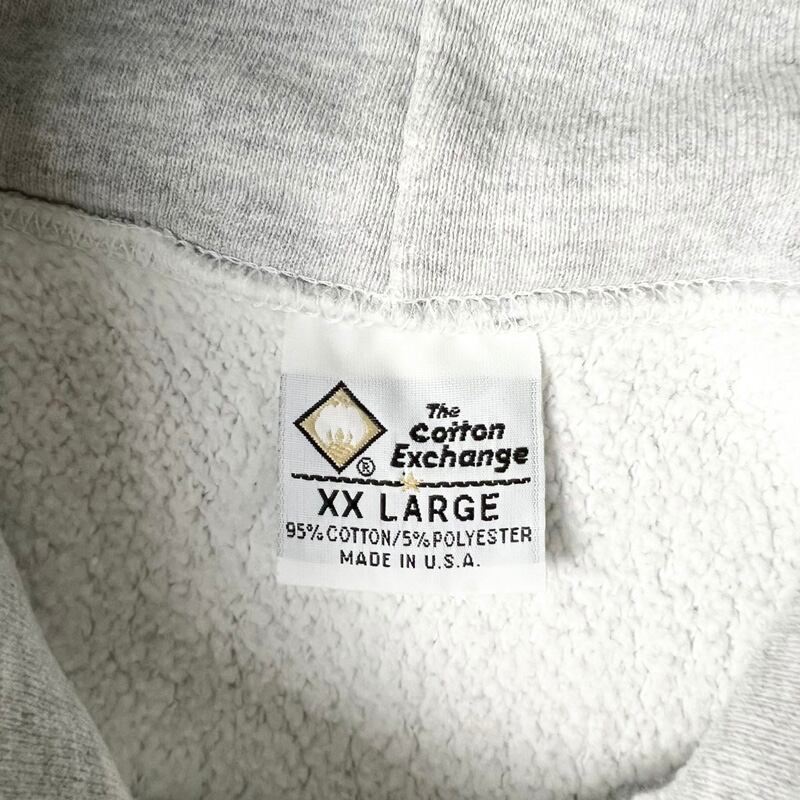 The
Cotton
Exchange
®
XX LARGE
95% COTTON/5% POLYESTER
MADE IN U.S.A.